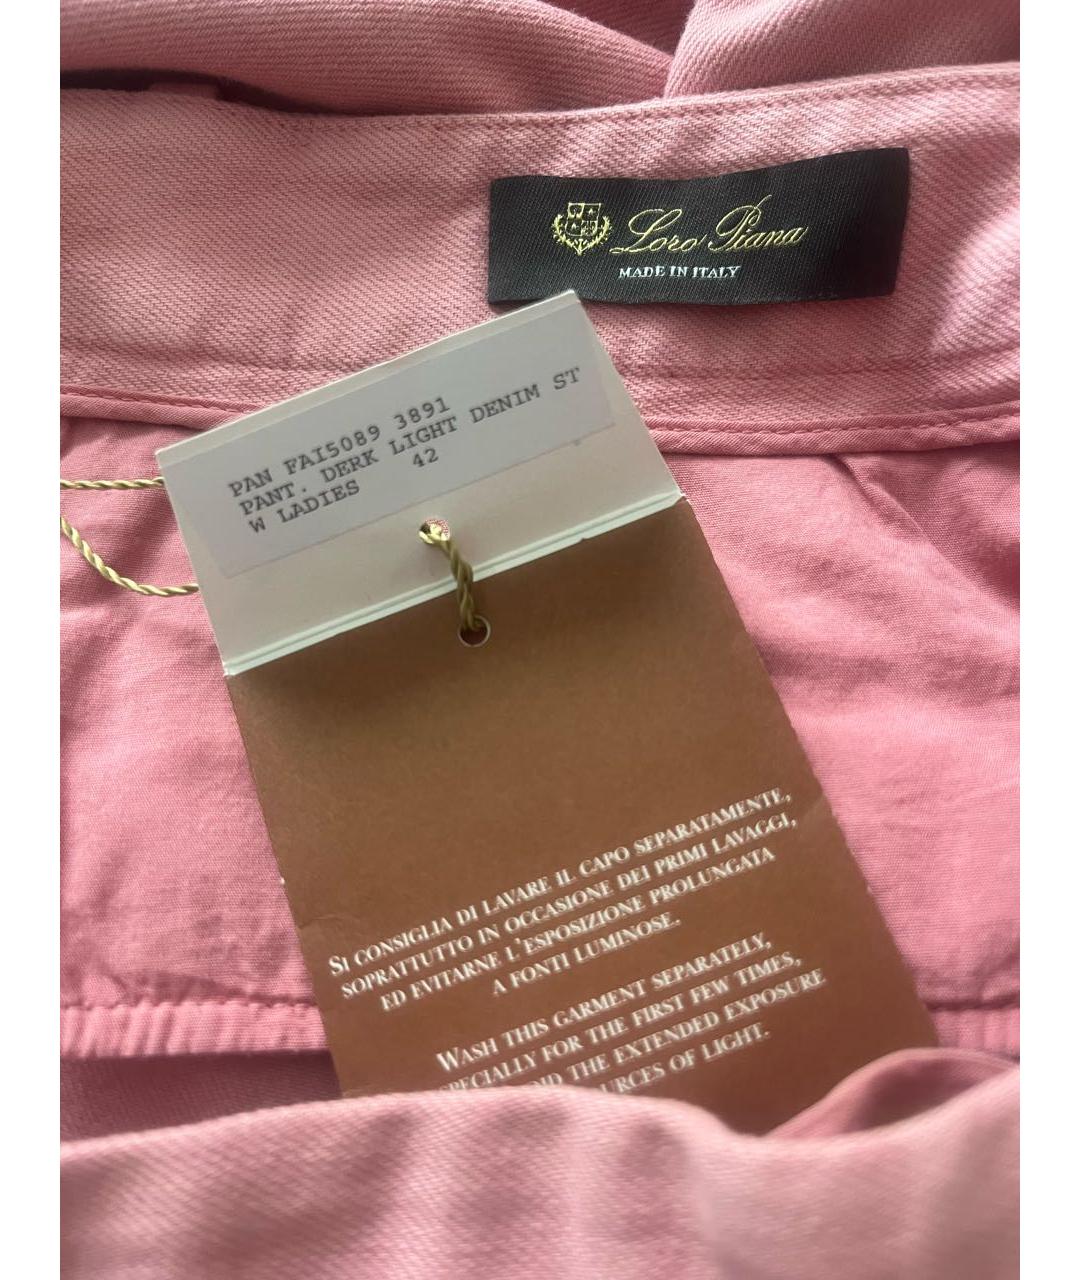 Loro Piana
MADE IN ITALY
PAN FAI5089 3891
PANT. DERK LIGHT DENIM ST
W LADIES 42
SI CONSIGLIA DI LAVARE IL CAPO SEPARATAMENTE,
SOPRATTUTTO IN OCCASIONE DEI PRIMI LAVAGGI,
ED EVITARNE L'ESPOSIZIONE PROLUNGATA
A FONTI LUMINOSE.
WASH THIS GARMENT SEPARATELY,
SPECIALLY FOR THE FIRST FEW TIMES,
THE EXTENDED EXPOSURE
OF LIGHT.